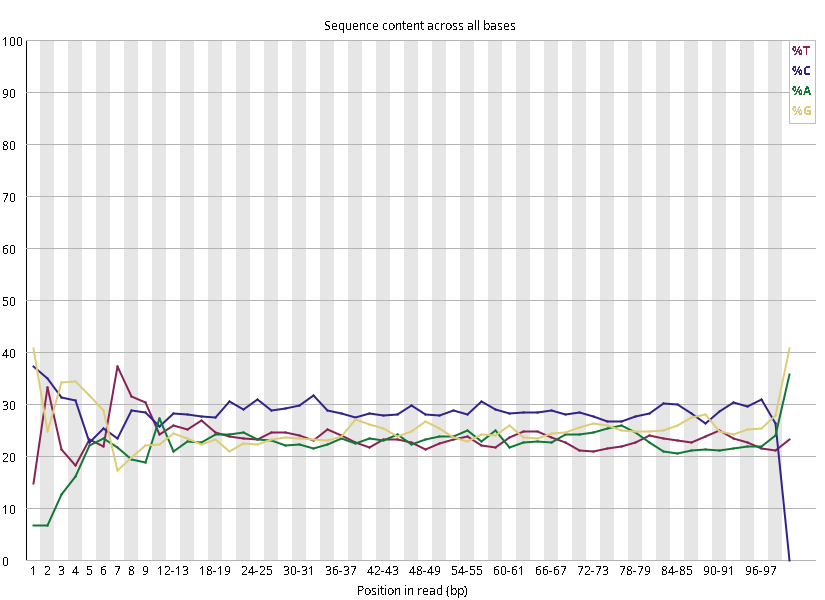 Sequence content across all bases
%T
%C
%A
%G
100
90
80
70
60
50
40
30
20
10
0
1 2 3 4 5 6 7 8 9 12-13 18-19 24-25 30-31 36-37 42-43 48-49 54-55 60-61 66-67 72-73 78-79 84-85 90-91 96-97
Position in read (bp)